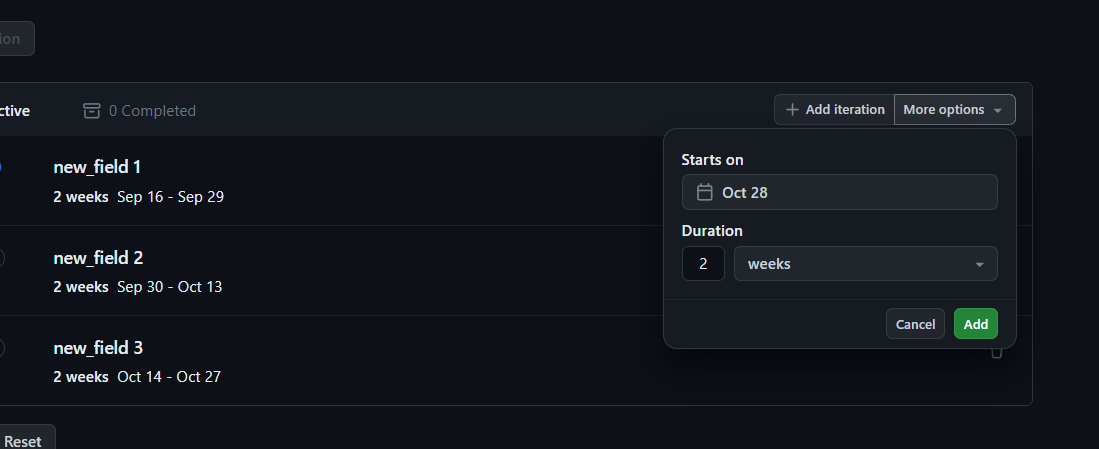 ion
ctive
0 Completed
Add iteration
More options
new_field 1
2 weeks Sep 16 - Sep 29
new_field 2
2 weeks Sep 30 - Oct 13
new_field 3
2 weeks Oct 14 - Oct 27
Starts on
Oct 28
Duration
2 weeks
Cancel
Add
Reset